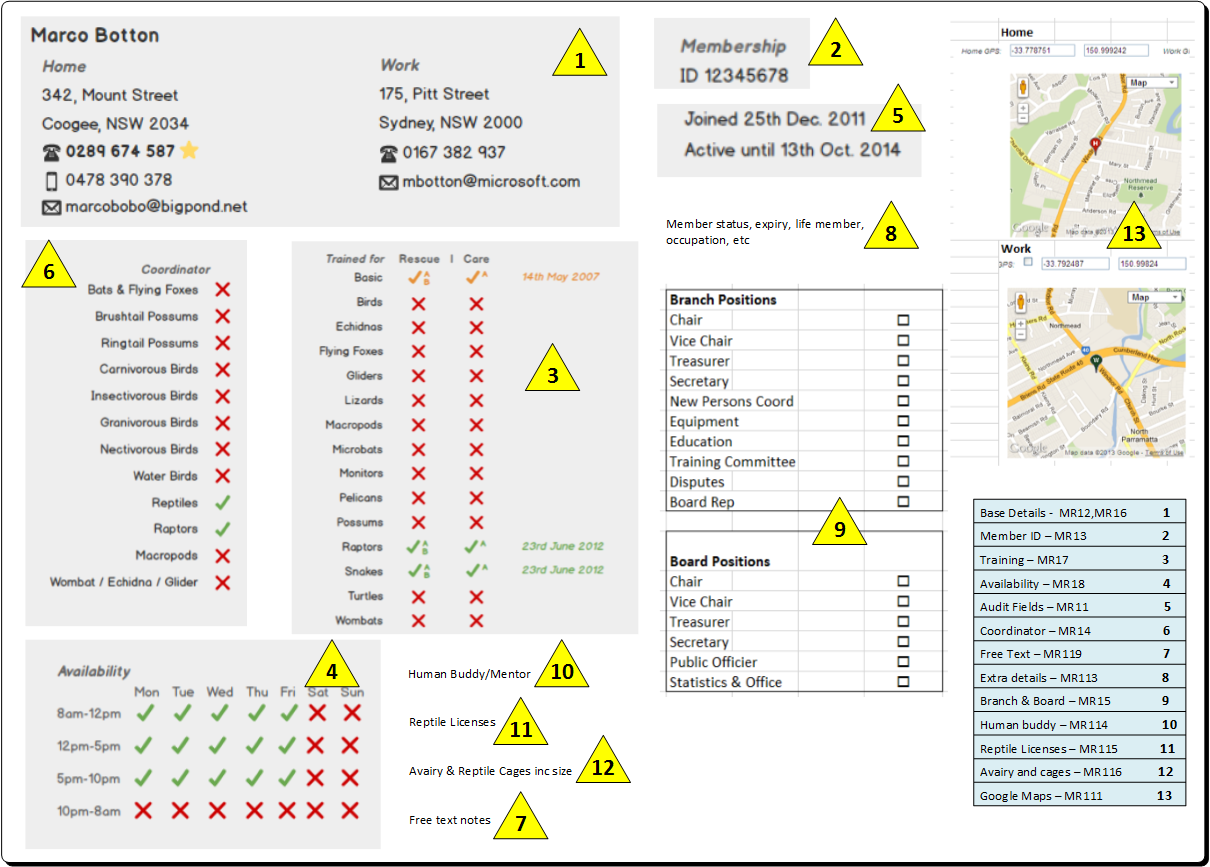 Marco Botton
Home
342, Mount Street
Coogee, NSW 2034
0289 674 587
0478 390 378
marcobobo@bigpond.net
Work
175, Pitt Street
Sydney, NSW 2000
0167 382 937
mbotton@microsoft.com
1
Membership
ID 12345678
2
Joined 25th Dec. 2011
Active until 13th Oct. 2014
5
Member status, expiry, life member,
occupation, etc
8
Home
Home GPS: -33.778751 150.999242
Map
Northmead
Reserve
Anderson Rd
Google
13
Work
GPS: -33.792487 150.99824
Map
Northmead
Cumberland Hwy
North
Parramatta
Google
Map data ©2013 Google - Terms of Use
6
Coordinator
Bats & Flying Foxes
Brushtail Possums
Ringtail Possums
Carnivorous Birds
Insectivorous Birds
Granivorous Birds
Nectivorous Birds
Water Birds
Reptiles
Raptors
Macropods
Wombat / Echidna / Glider
Trained for Rescue | Care
Basic A B A 14th May 2007
Birds
Echidnas
Flying Foxes
Gliders
Lizards
Macropods
Microbats
Monitors
Pelicans
Possums
Raptors A B A 23rd June 2012
Snakes A B A 23rd June 2012
Turtles
Wombats
3
Branch Positions
Chair
Vice Chair
Treasurer
Secretary
New Persons Coord
Equipment
Education
Training Committee
Disputes
Board Rep
9
Board Positions
Chair
Vice Chair
Treasurer
Secretary
Public Officier
Statistics & Office
Availability
4
Mon Tue Wed Thu Fri Sat Sun
8am-12pm
12pm-5pm
5pm-10pm
10pm-8am
Human Buddy/Mentor 10
Reptile Licenses 11
Avairy & Reptile Cages inc size 12
Free text notes 7
Base Details - MR12,MR16 1
Member ID – MR13 2
Training – MR17 3
Availability – MR18 4
Audit Fields – MR11 5
Coordinator – MR14 6
Free Text – MR119 7
Extra details – MR113 8
Branch & Board – MR15 9
Human buddy – MR114 10
Reptile Licenses – MR115 11
Avairy and cages – MR116 12
Google Maps – MR111 13